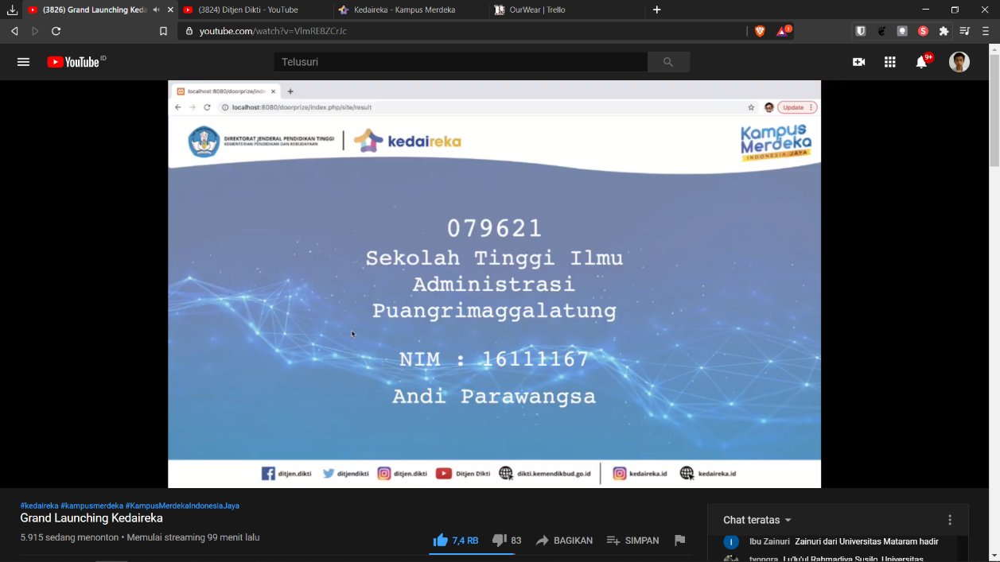 (3826) Grand Launching Keda
(3824) Ditjen Dikti - YouTube
Kedaireka - Kampus Merdeka
OurWear | Trello
youtube.com/watch?v=VlmRE8ZCrJc
1
YouTube ID
Telusuri
9+
localhost:8080/doorprize/inde
localhost:8080/doorprize/index.php/site/result
Update
DIREKTORAT JENDERAL PENDIDIKAN TINGGI
KEMENTERIAN PENDIDIKAN DAN KEBUDAYAAN
kedaireka
Kampus
Merdeka
INDONESIA JAYA
079621
Sekolah Tinggi Ilmu
Administrasi
Puangrimaggalatung
NIM : 16111167
Andi Parawangsa
ditjen.dikti
ditjendikti
ditjen.dikti
Ditjen Dikti
dikti.kemendikbud.go.id
kedaireka.id
kedaireka.id
#kedaireka #kampusmerdeka #KampusMerdekaIndonesiaJaya
Grand Launching Kedaireka
5.915 sedang menonton • Memulai streaming 99 menit lalu
7,4 RB
83
BAGIKAN
SIMPAN
Chat teratas
I
Ibu Zainuri Zainuri dari Universitas Mataram hadir
tyongra Lu'lu'ul Rahmadiya Susilo, Universitas